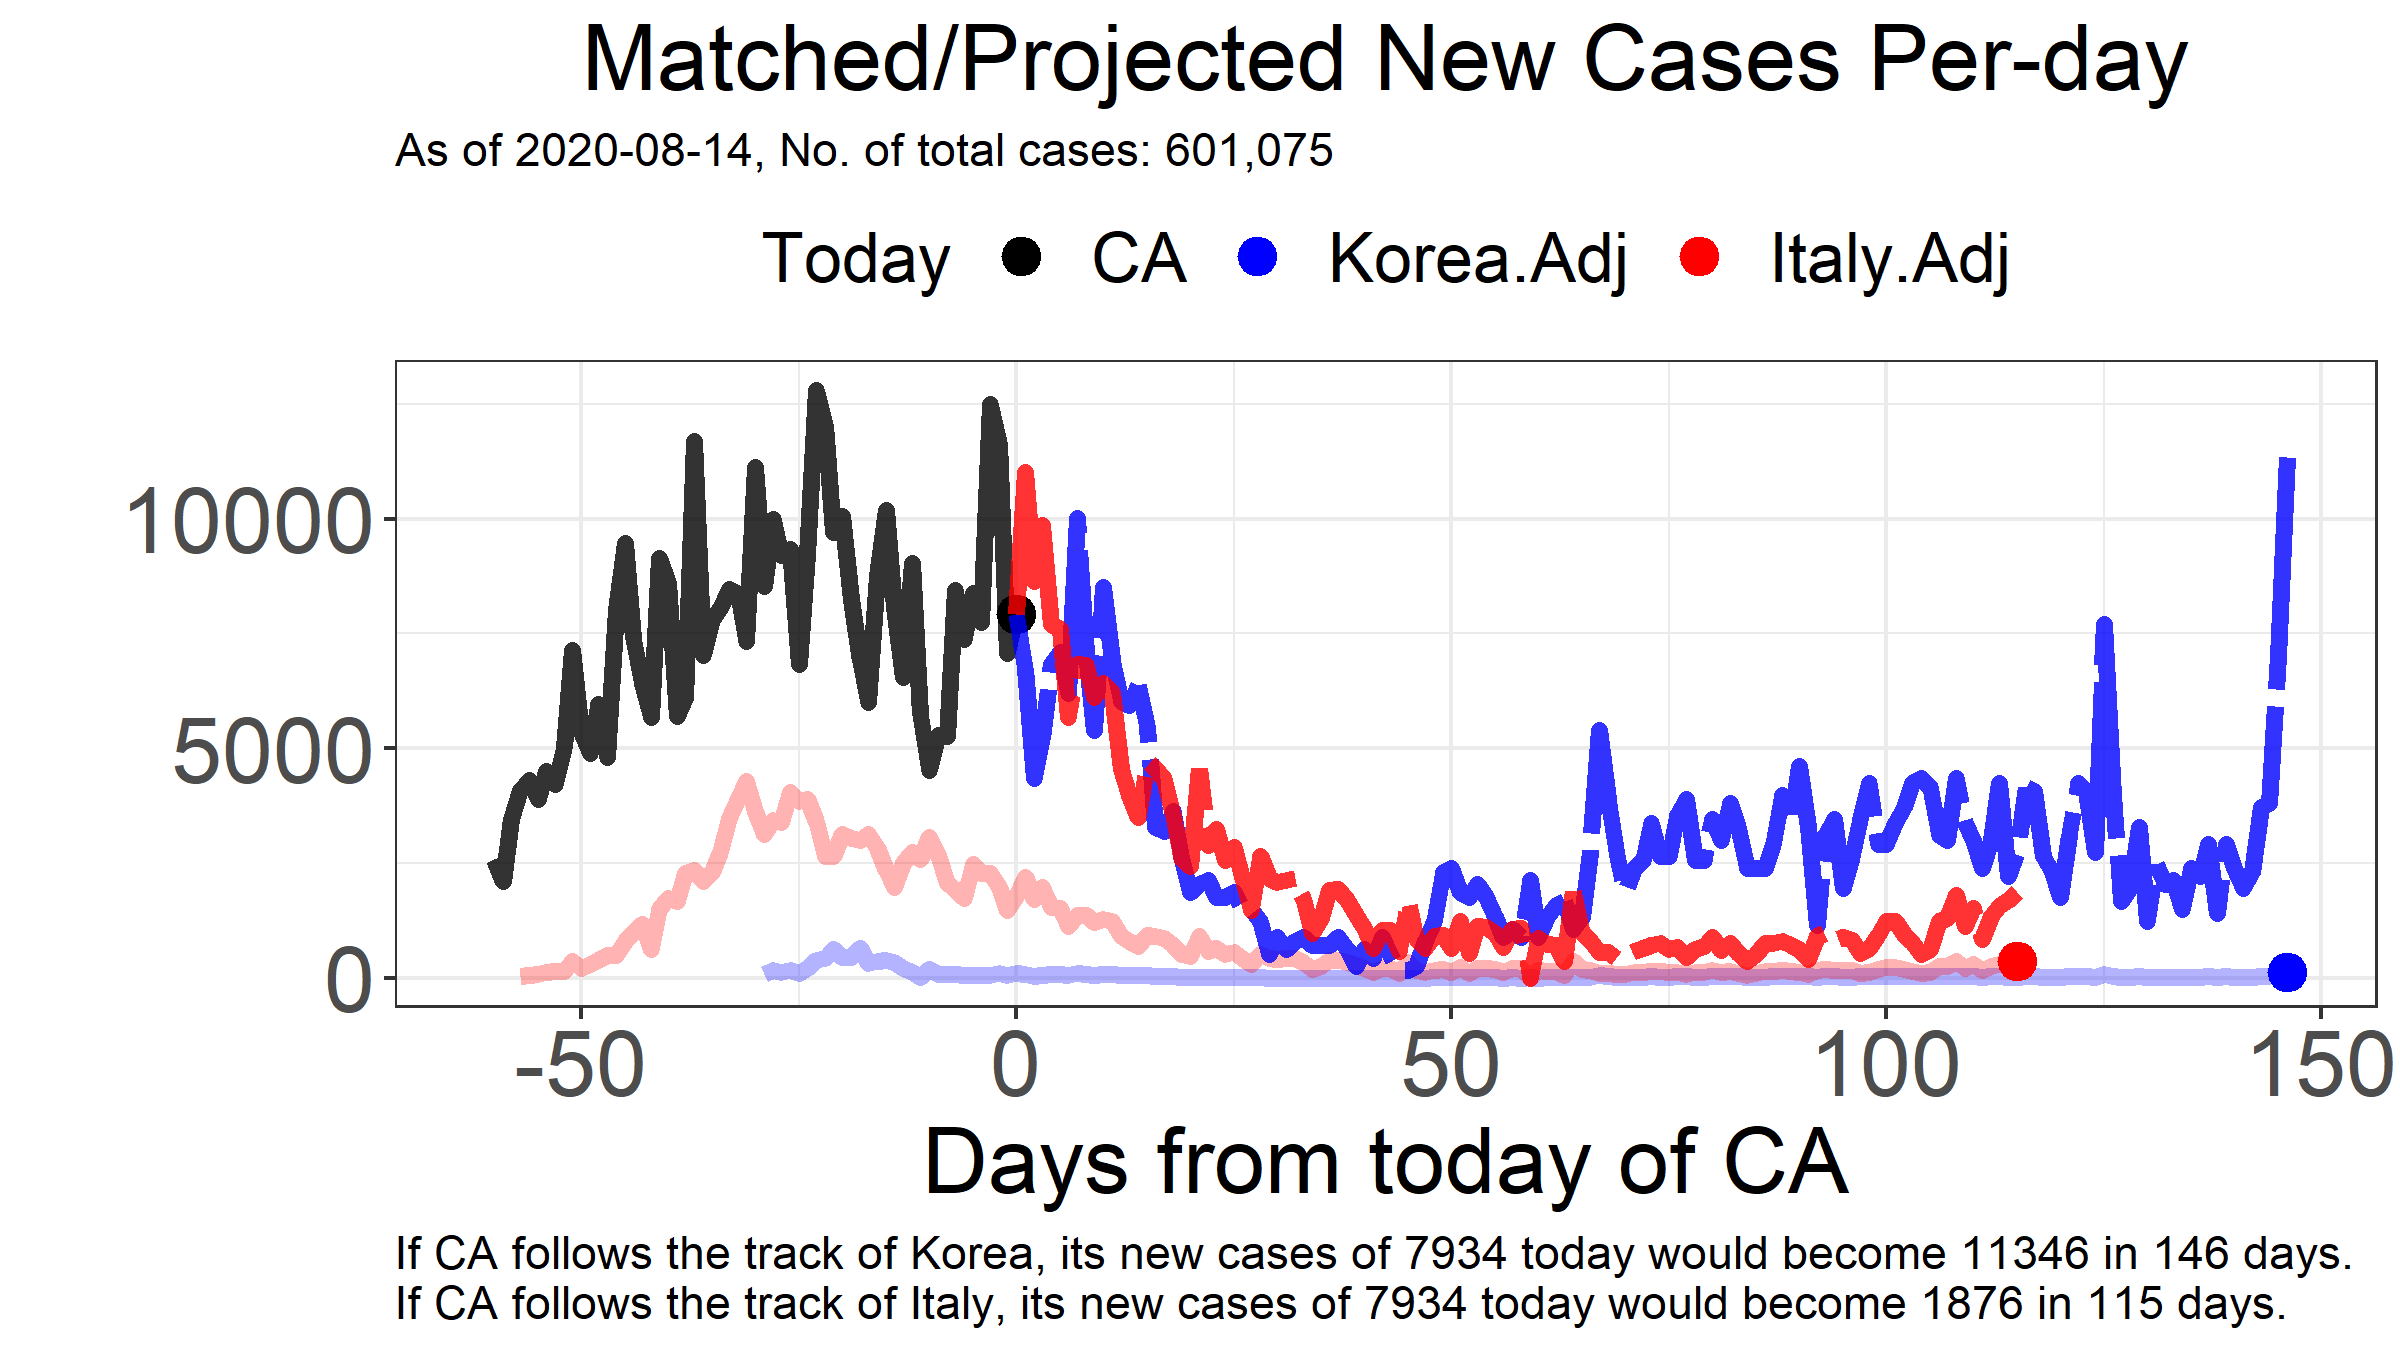 Matched/Projected New Cases Per-day
As of 2020-08-14, No. of total cases: 601,075
Today CA Korea.Adj Italy.Adj
10000
5000
0
-50 0 50 100 150
Days from today of CA
If CA follows the track of Korea, its new cases of 7934 today would become 11346 in 146 days.
If CA follows the track of Italy, its new cases of 7934 today would become 1876 in 115 days.